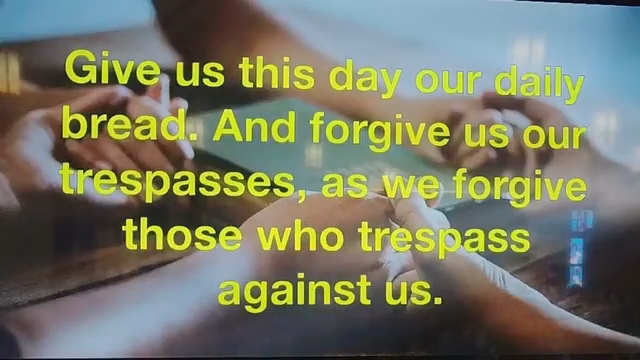 Give us this day our daily
bread. And forgive us our
trespasses, as we forgive
those who trespass
against us.